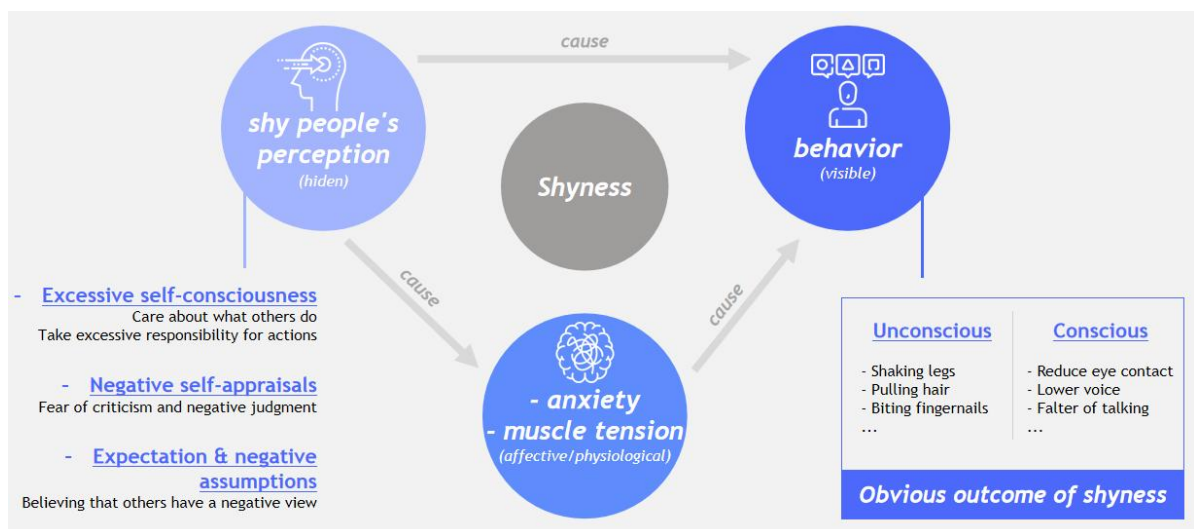 cause
shy people's
perception
(hiden)
Shyness
behavior
(visible)
cause
cause
- Excessive self-consciousness
Care about what others do
Take excessive responsibility for actions
- Negative self-appraisals
Fear of criticism and negative judgment
- Expectation & negative
assumptions
Believing that others have a negative view
- anxiety
- muscle tension
(affective/physiological)
Unconscious
- Shaking legs
- Pulling hair
- Biting fingernails
...
Conscious
- Reduce eye contact
- Lower voice
- Falter of talking
...
Obvious outcome of shyness